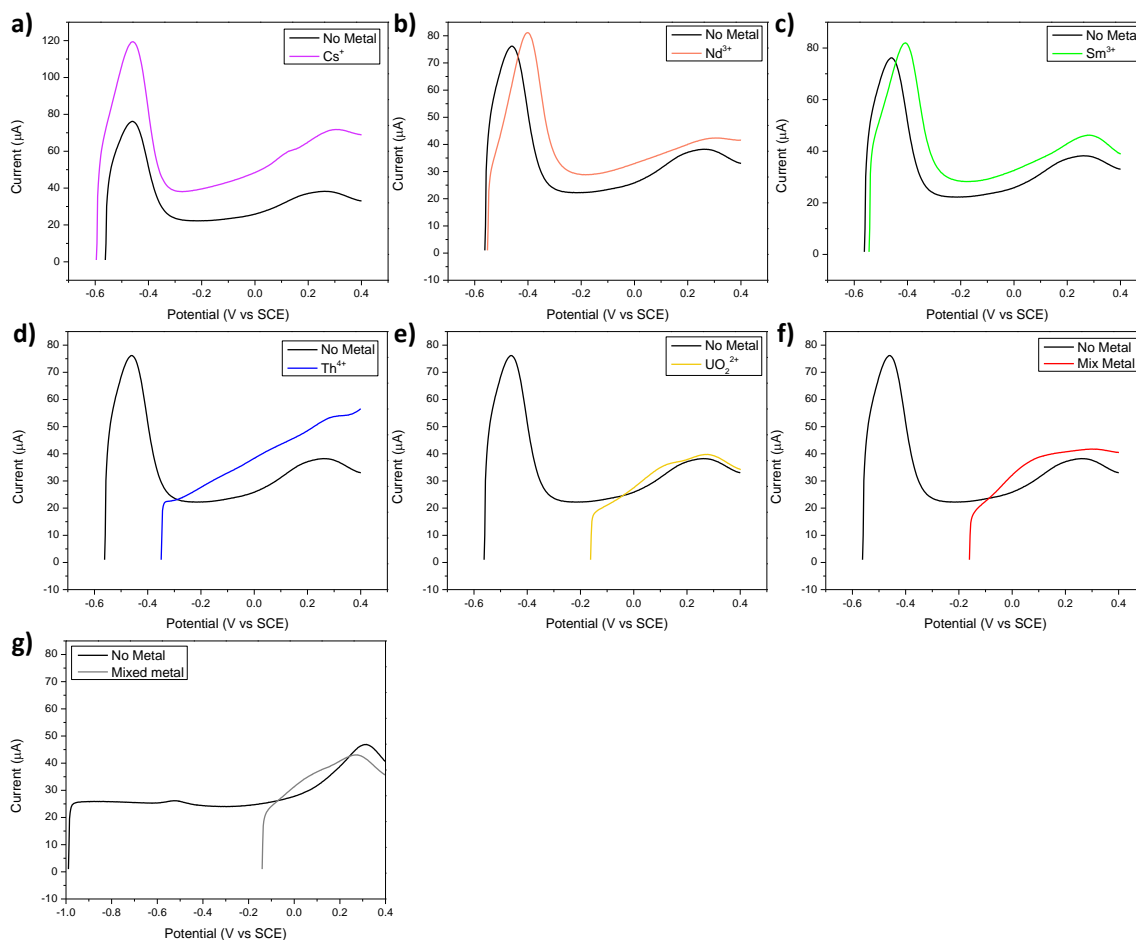 a)
No Metal
Cs+
Current (µA)
120
100
80
60
40
20
0
-0.6 -0.4 -0.2 0.0 0.2 0.4
Potential (V vs SCE)
b)
No Metal
Nd3+
Current (µA)
80
70
60
50
40
30
20
10
0
-10
-0.6 -0.4 -0.2 0.0 0.2 0.4
Potential (V vs SCE)
c)
No Metal
Sm3+
Current (µA)
80
60
40
20
0
-0.6 -0.4 -0.2 0.0 0.2 0.4
Potential (V vs SCE)
d)
No Metal
Th4+
Current (µA)
80
70
60
50
40
30
20
10
0
-10
-0.6 -0.4 -0.2 0.0 0.2 0.4
Potential (V vs SCE)
e)
No Metal
UO22+
Current (µA)
80
70
60
50
40
30
20
10
0
-10
-0.6 -0.4 -0.2 0.0 0.2 0.4
Potential (V vs SCE)
f)
No Metal
Mix Metal
Current (µA)
80
70
60
50
40
30
20
10
0
-10
-0.6 -0.4 -0.2 0.0 0.2 0.4
Potential (V vs SCE)
g)
No Metal
Mixed metal
Current (µA)
80
70
60
50
40
30
20
10
0
-10
-1.0 -0.8 -0.6 -0.4 -0.2 0.0 0.2 0.4
Potential (V vs SCE)